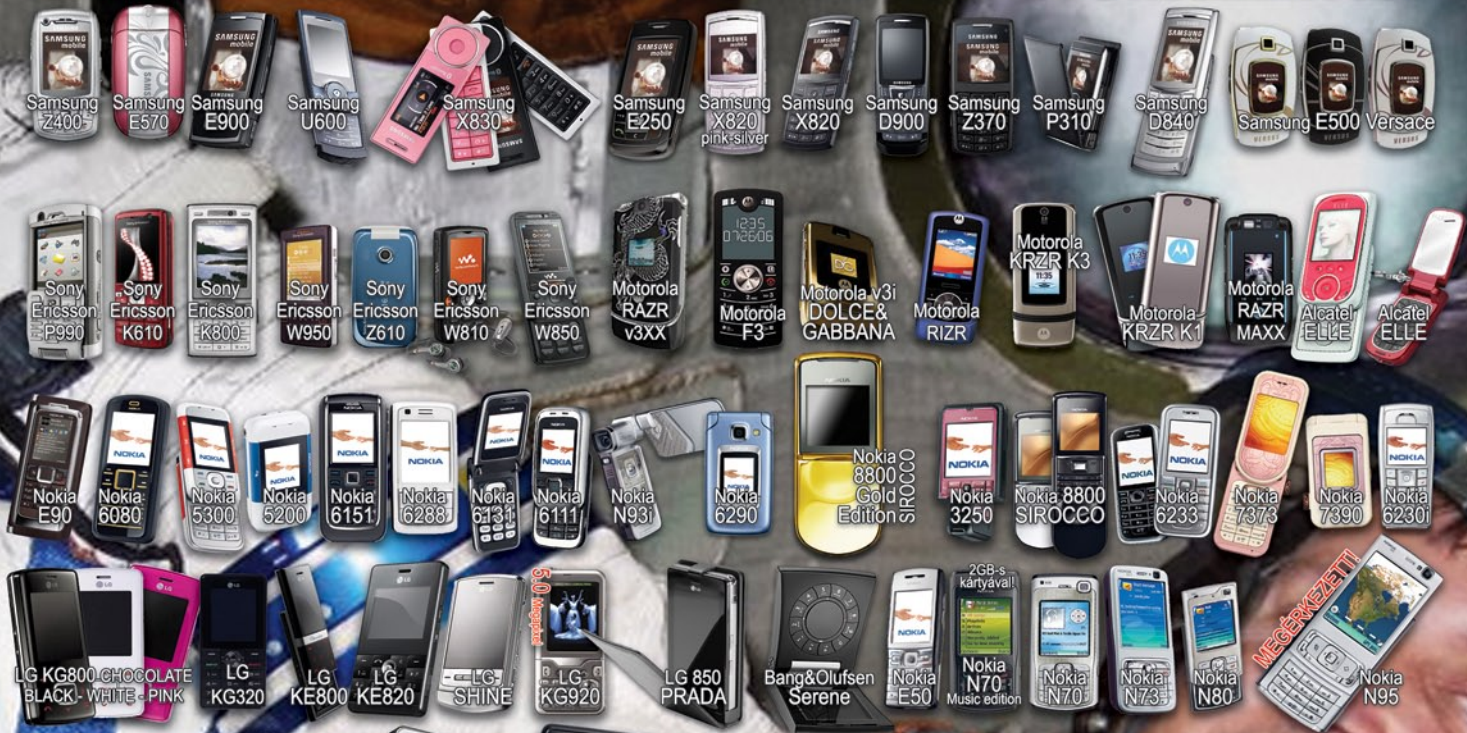 Samsung
Z400
Samsung
E570
Samsung
E900
Samsung
U600
Samsung
X830
Samsung
E250
Samsung
X820
pink-silver
Samsung
X820
Samsung
D900
Samsung
Z370
Samsung
P310
Samsung
D840
Samsung E500 Versace
Sony
Ericsson
P990
Sony
Ericsson
K610
Sony
Ericsson
K800
Sony
Ericsson
W950
Sony
Ericsson
Z610
Sony
Ericsson
W810
Sony
Ericsson
W850
Motorola
RAZR
v3XX
Motorola
F3
Motorola v3i
DOLCE&
GABBANA
Motorola
RIZR
Motorola
KRZR K3
Motorola
KRZR K1
Motorola
RAZR
MAXX
Alcatel
ELLE
Alcatel
ELLE
Nokia
E90
Nokia
6080
Nokia
5300
Nokia
5200
Nokia
6151
Nokia
6288
Nokia
6131
Nokia
6111
Nokia
N93i
Nokia
6290
Nokia
8800
Gold
Edition
SIROCCO
Nokia
3250
Nokia 8800
SIROCCO
Nokia
6233
Nokia
7373
Nokia
7390
Nokia
6230i
LG KG800 CHOCOLATE
BLACK - WHITE - PINK
LG
KG320
LG
KE800
LG
KE820
LG
SHINE
5.0 Megapixel
LG
KG920
LG 850
PRADA
Bang&Olufsen
Serene
Nokia
E50
2GB-s
kártyával!
Nokia
N70
Music edition
Nokia
N70
Nokia
N73
Nokia
N80
MEGÉRKEZETT!
Nokia
N95